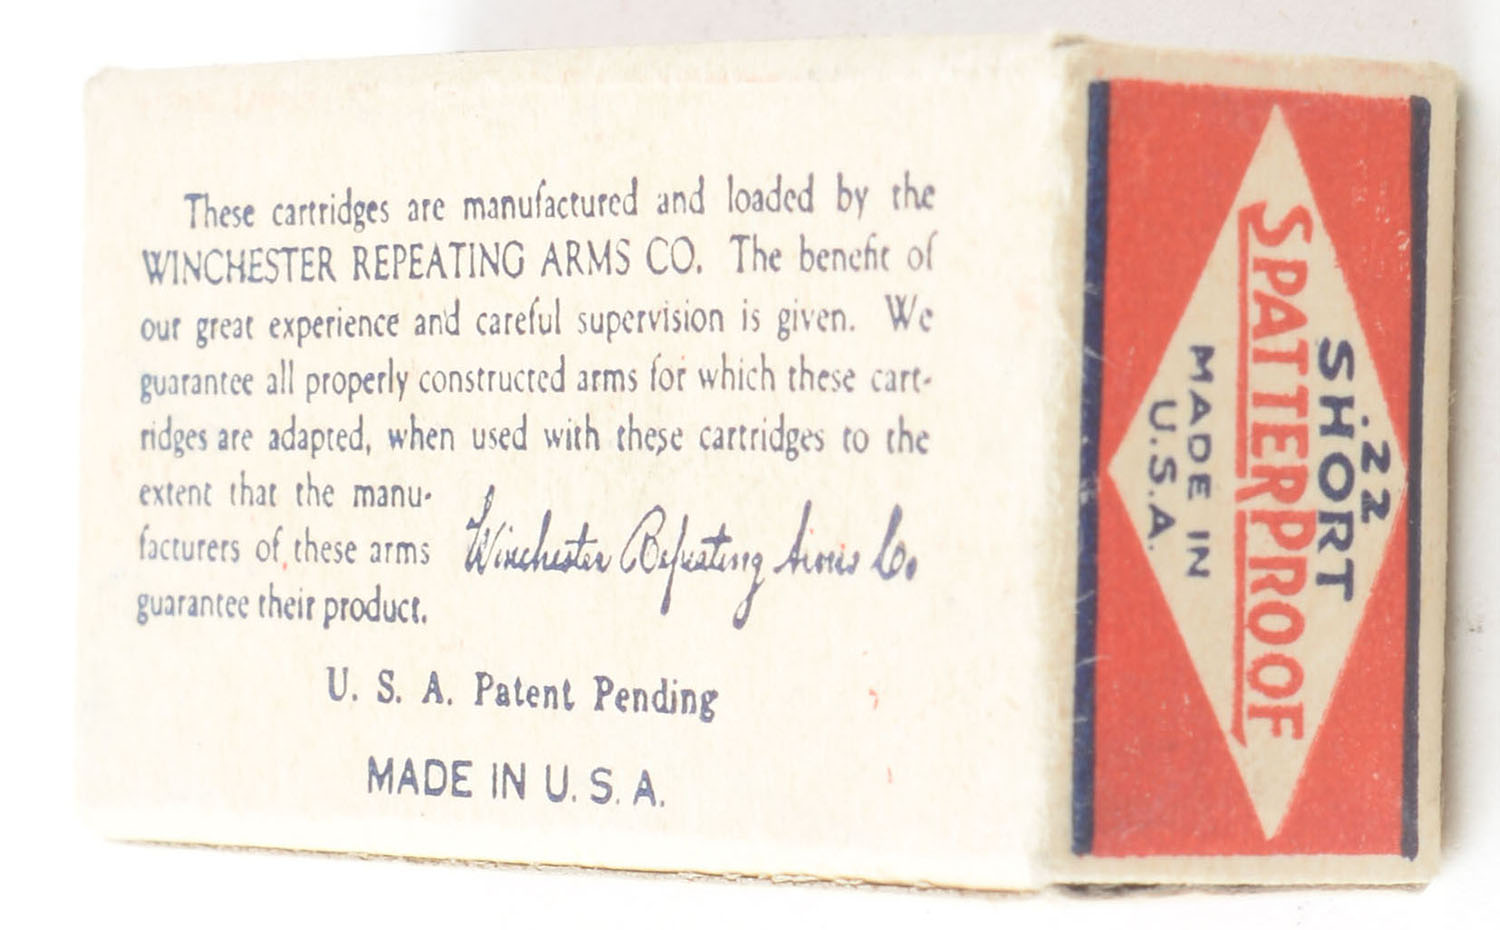 These cartridges are manufactured and loaded by the
WINCHESTER REPEATING ARMS CO. The benefit of
our great experience and careful supervision is given. We
guarantee all properly constructed arms for which these cart-
ridges are adapted, when used with these cartridges to the
extent that the manu-
facturers of these arms
guarantee their product.
Winchester Repeating Arms Co.
U. S. A. Patent Pending
MADE IN U. S. A.
.22
SHORT
SPATTERPROOF
MADE IN
U.S.A.